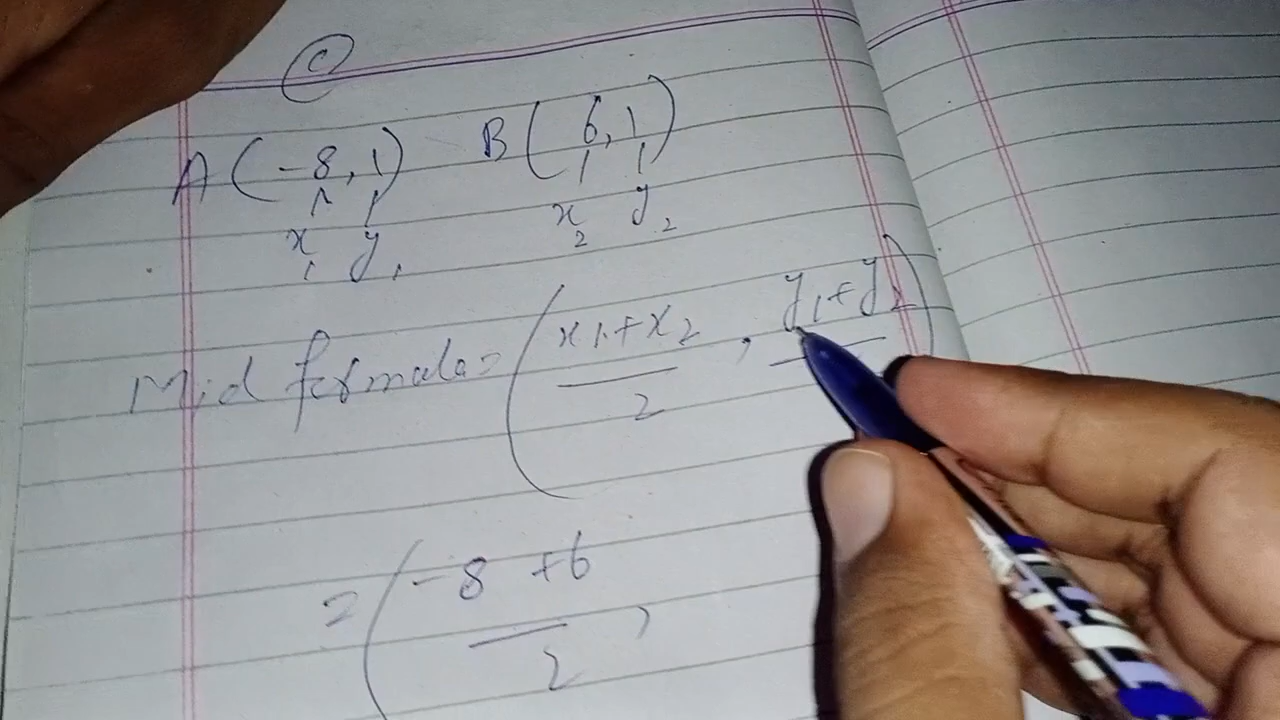 C
A (-8, 1) B (6, 1)
x1 y1 x2 y2
Mid formula = (x1+x2/2, y1+y2
= (-8 +6/2,